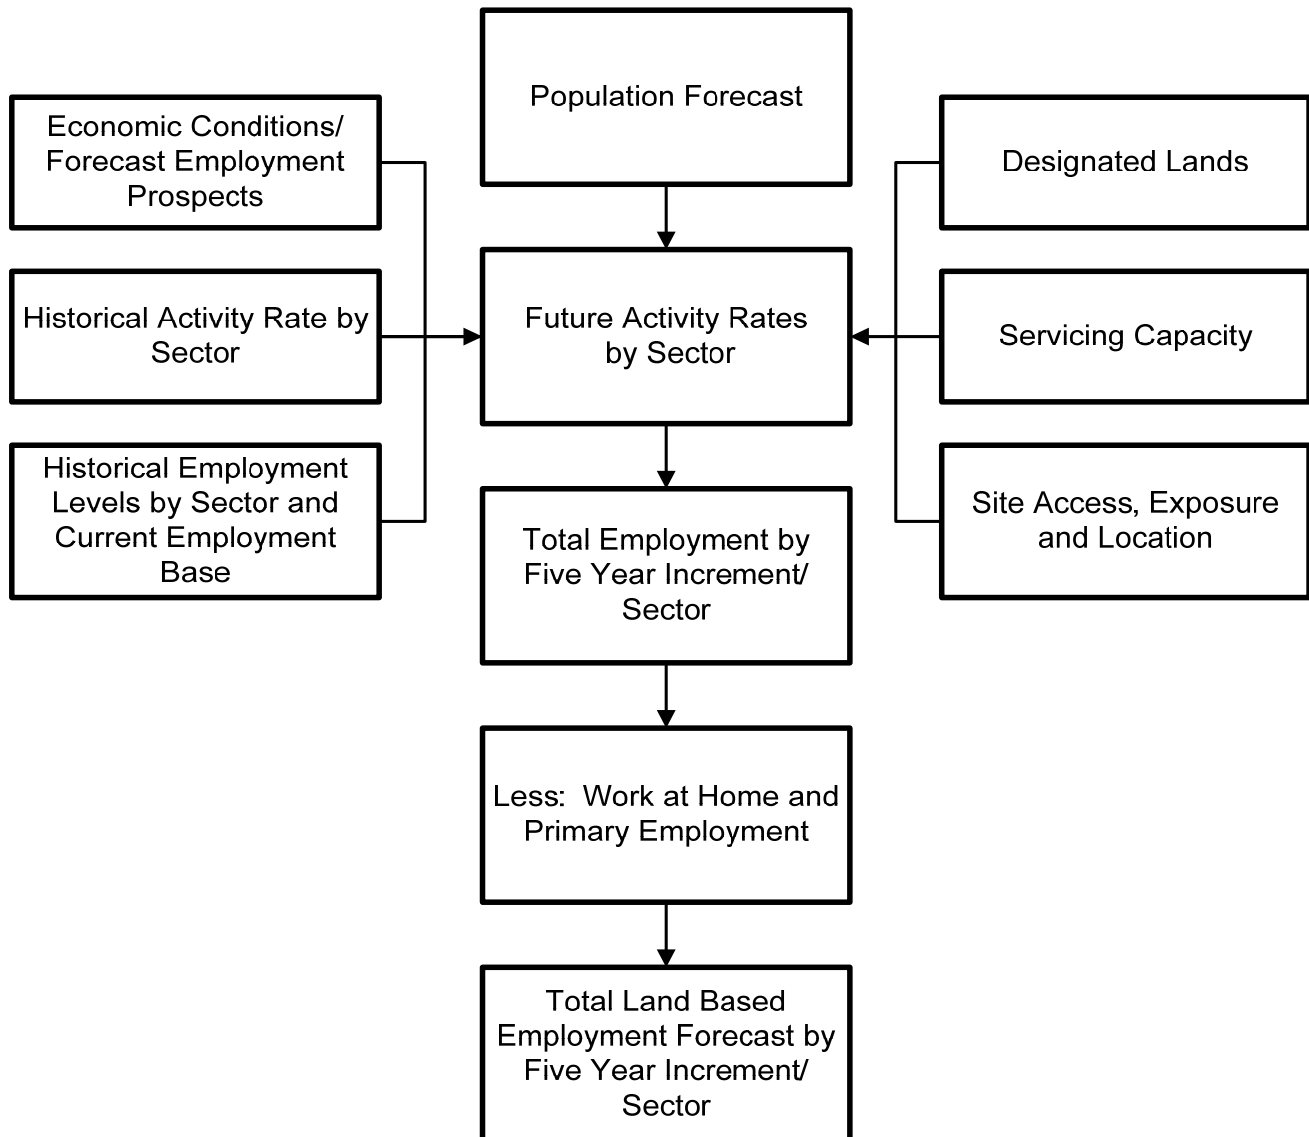 Population Forecast
Economic Conditions/
Forecast Employment
Prospects
Designated Lands
Historical Activity Rate by
Sector
Future Activity Rates
by Sector
Servicing Capacity
Historical Employment
Levels by Sector and
Current Employment
Base
Site Access, Exposure
and Location
Total Employment by
Five Year Increment/
Sector
Less:  Work at Home and
Primary Employment
Total Land Based
Employment Forecast by
Five Year Increment/
Sector